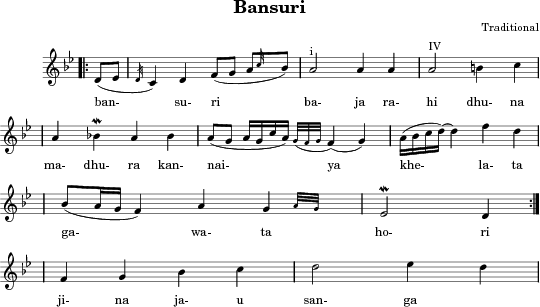 Bansuri
Traditional
i IV
ban- su- ri ba- ja ra- hi dhu- na
ma- dhu- ra kan- nai- ya khe- la- ta
ga- wa- ta ho- ri
ji- na ja- u san- ga